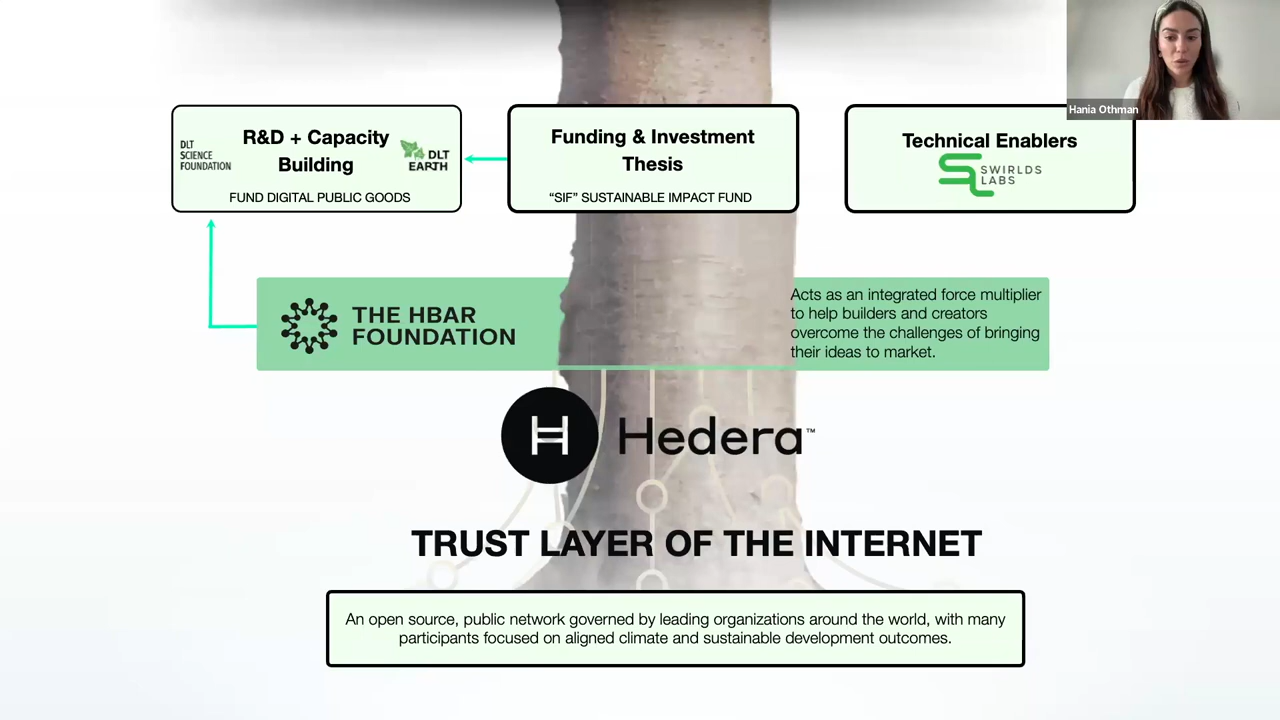 Hania Othman
DLT
SCIENCE
FOUNDATION
R&D + Capacity
Building
DLT
EARTH
FUND DIGITAL PUBLIC GOODS
Funding & Investment
Thesis
“SIF” SUSTAINABLE IMPACT FUND
Technical Enablers
SWIRLDS
LABS
THE HBAR
FOUNDATION
Acts as an integrated force multiplier
to help builders and creators
overcome the challenges of bringing
their ideas to market.
H Hedera™
TRUST LAYER OF THE INTERNET
An open source, public network governed by leading organizations around the world, with many
participants focused on aligned climate and sustainable development outcomes.